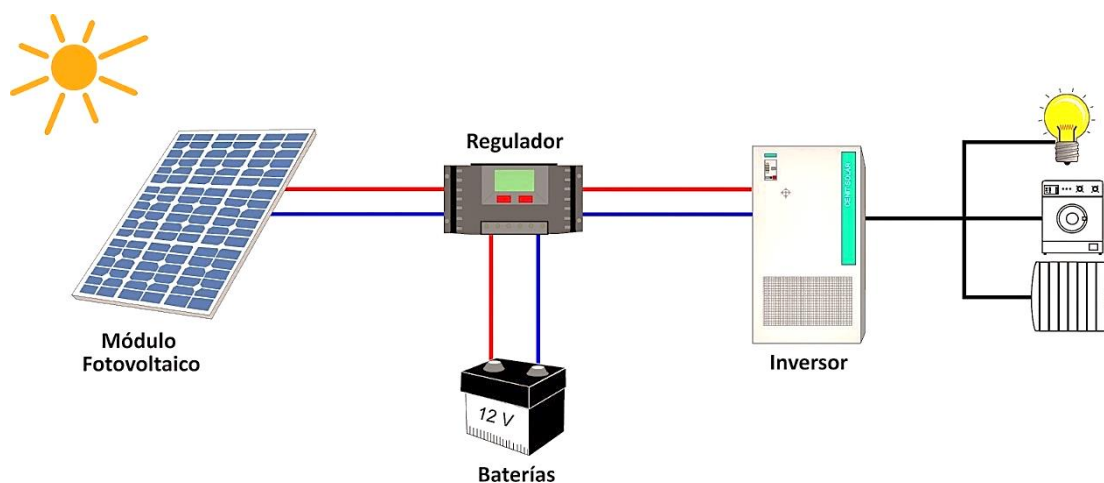 Regulador
Módulo
Fotovoltaico
12 V
Baterías
Inversor